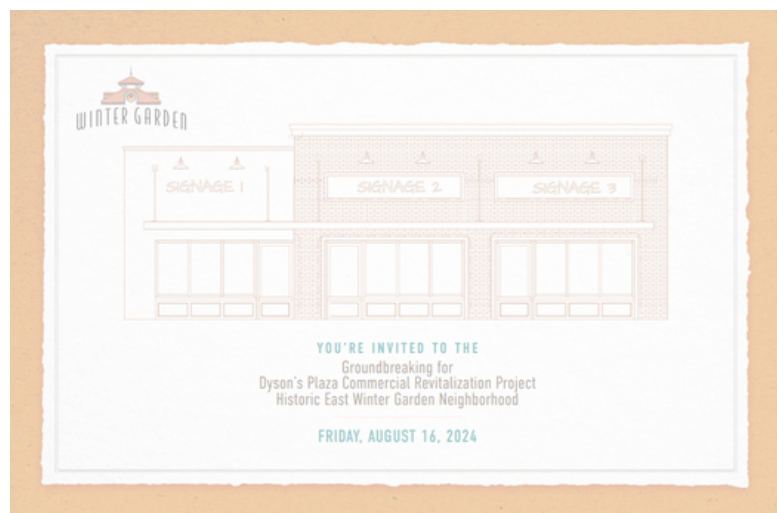 WINTER GARDEN
SIGNAGE 1
SIGNAGE 2
SIGNAGE 3
YOU'RE INVITED TO THE
Groundbreaking for
Dyson's Plaza Commercial Revitalization Project
Historic East Winter Garden Neighborhood
FRIDAY, AUGUST 16, 2024